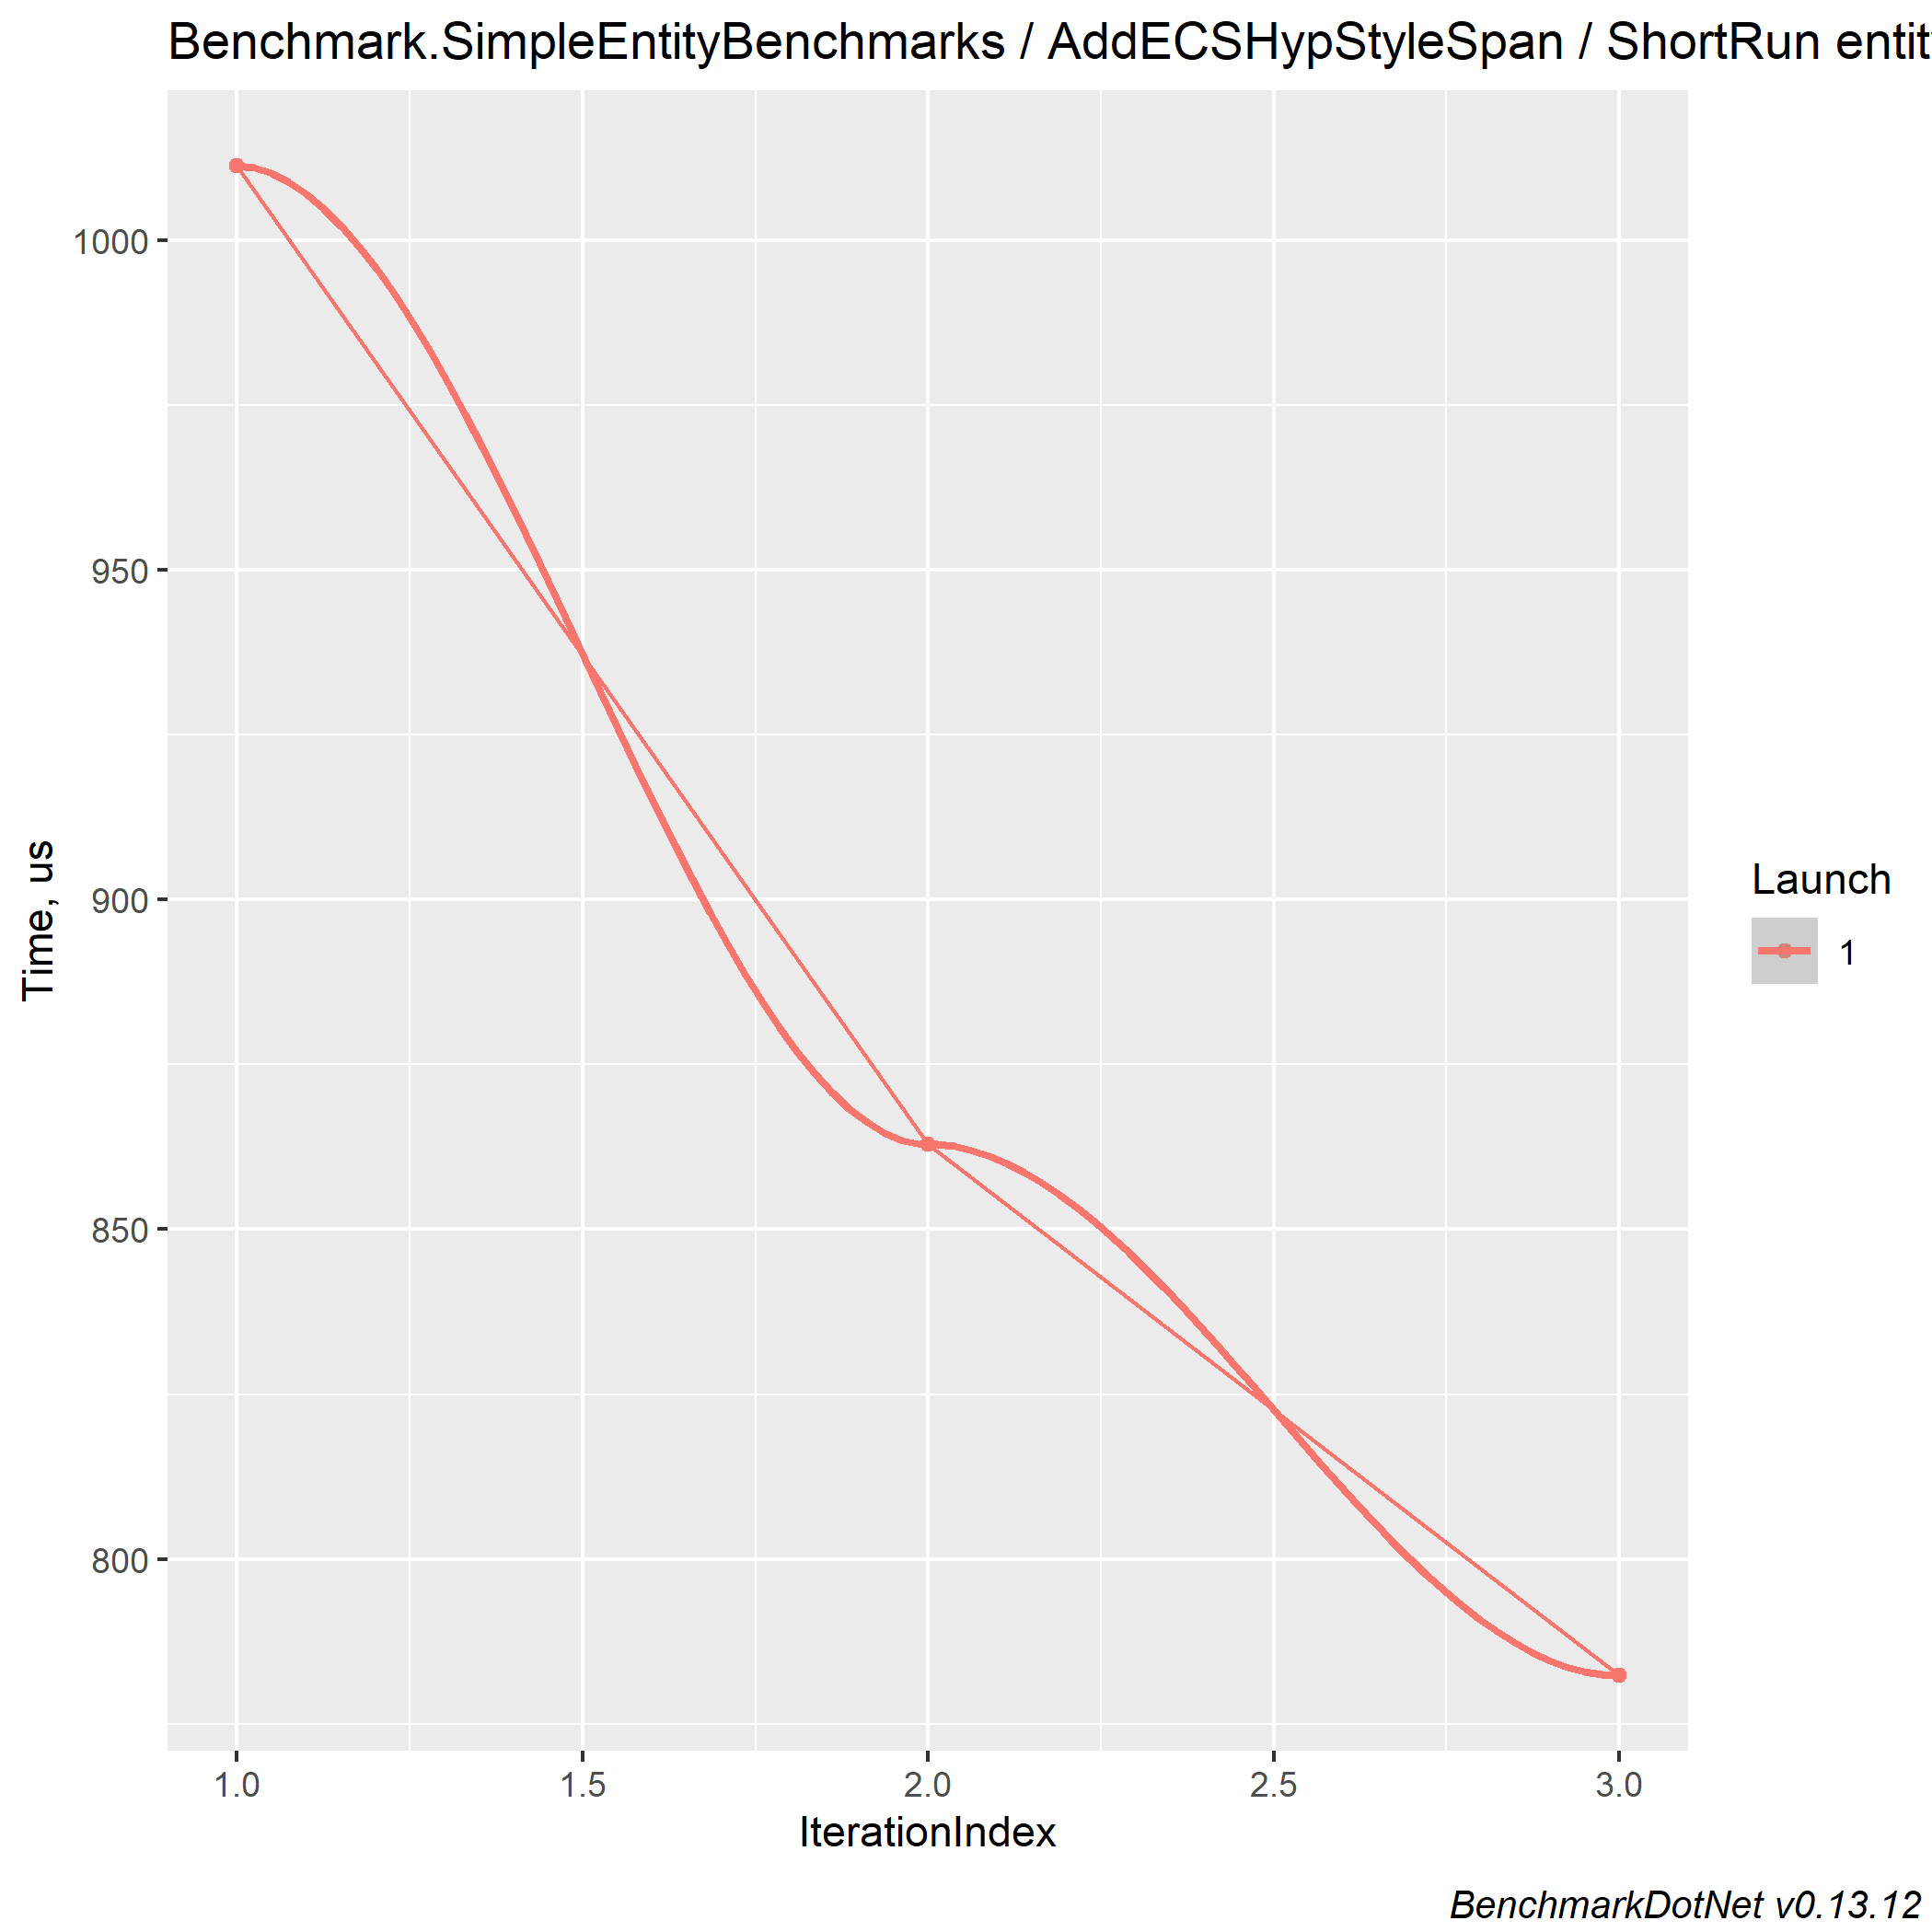 Benchmark.SimpleEntityBenchmarks / AddECSHypStyleSpan / ShortRun
1000
950
900
850
800
Time, us
1.0
1.5
2.0
2.5
3.0
IterationIndex
Launch
1
BenchmarkDotNet v0.13.12